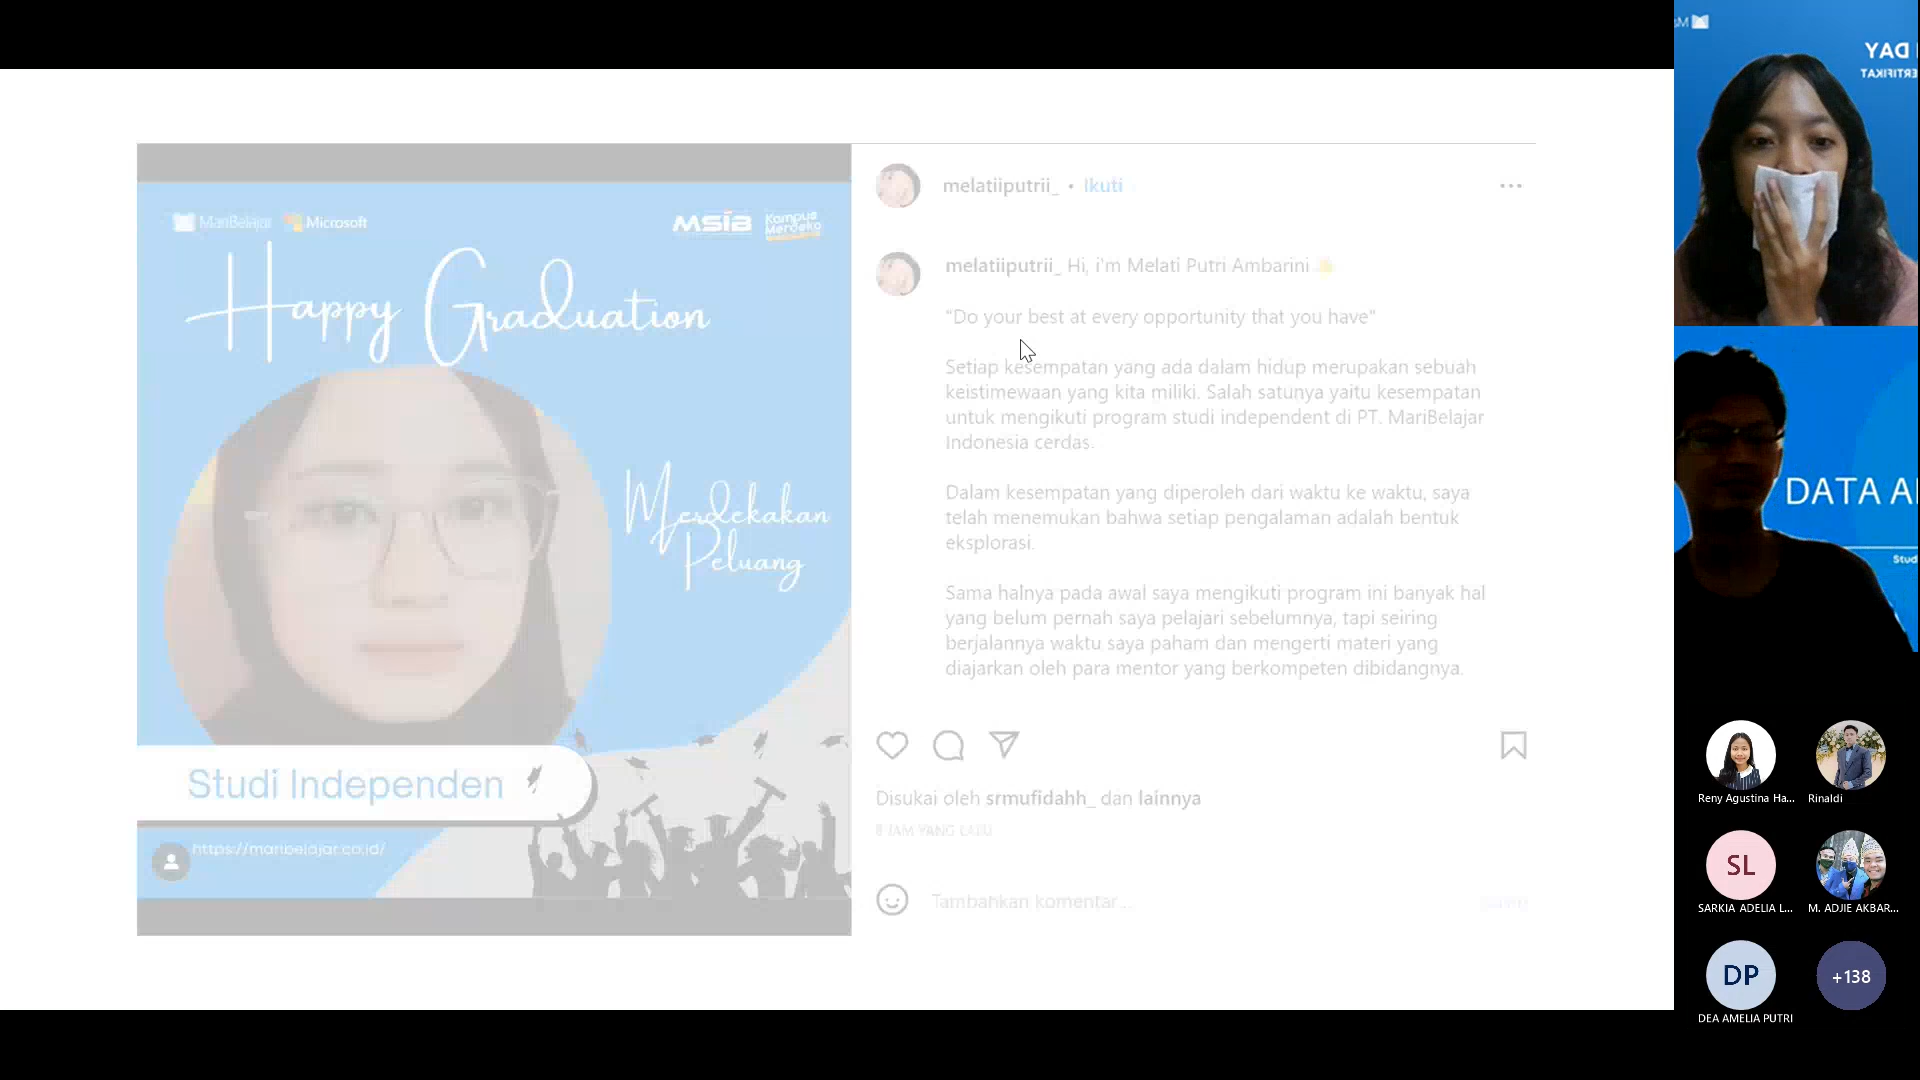 MariBelajar Microsoft
MSIB Kampus Merdeka
Happy Graduation
Merdekakan
Peluang
Studi Independen
https://maribelajar.co.id/
melatiiputrii_ • Ikuti
melatiiputrii_ Hi, i'm Melati Putri Ambarini
“Do your best at every opportunity that you have”
Setiap kesempatan yang ada dalam hidup merupakan sebuah
keistimewaan yang kita miliki. Salah satunya yaitu kesempatan
untuk mengikuti program studi independent di PT. MariBelajar
Indonesia cerdas.
Dalam kesempatan yang diperoleh dari waktu ke waktu, saya
telah menemukan bahwa setiap pengalaman adalah bentuk
eksplorasi.
Sama halnya pada awal saya mengikuti program ini banyak hal
yang belum pernah saya pelajari sebelumnya, tapi seiring
berjalannya waktu saya paham dan mengerti materi yang
diajarkan oleh para mentor yang berkompeten dibidangnya.
Disukai oleh srmufidahh_ dan lainnya
8 JAM YANG LALU
Tambahkan komentar...
DAY
DATA A
Stud
Reny Agustina Ha...
Rinaldi
SL
SARKIA ADELIA L...
M. ADJIE AKBAR...
DP
DEA AMELIA PUTRI
+138